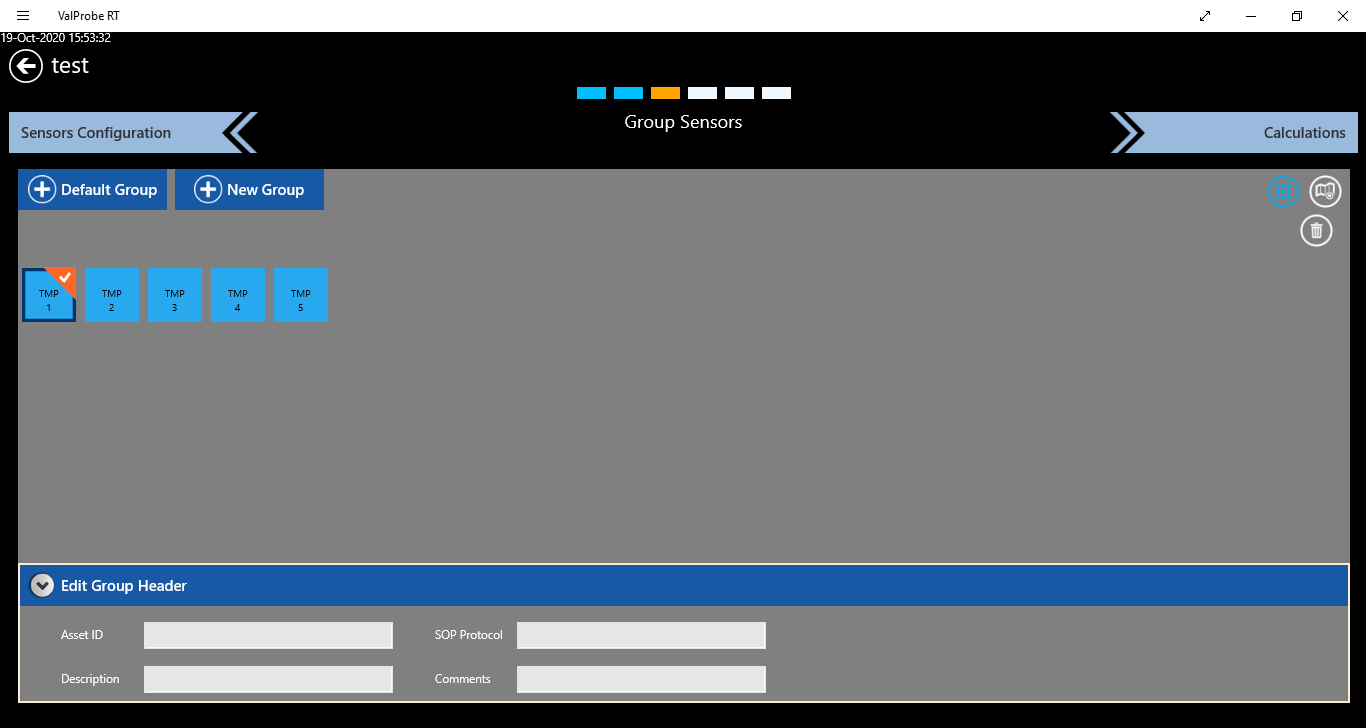 ValProbe RT
19-Oct-2020 15:53:32
test
Sensors Configuration
Group Sensors
Calculations
Default Group
New Group
TMP
1
TMP
2
TMP
3
TMP
4
TMP
5
Edit Group Header
Asset ID
SOP Protocol
Description
Comments